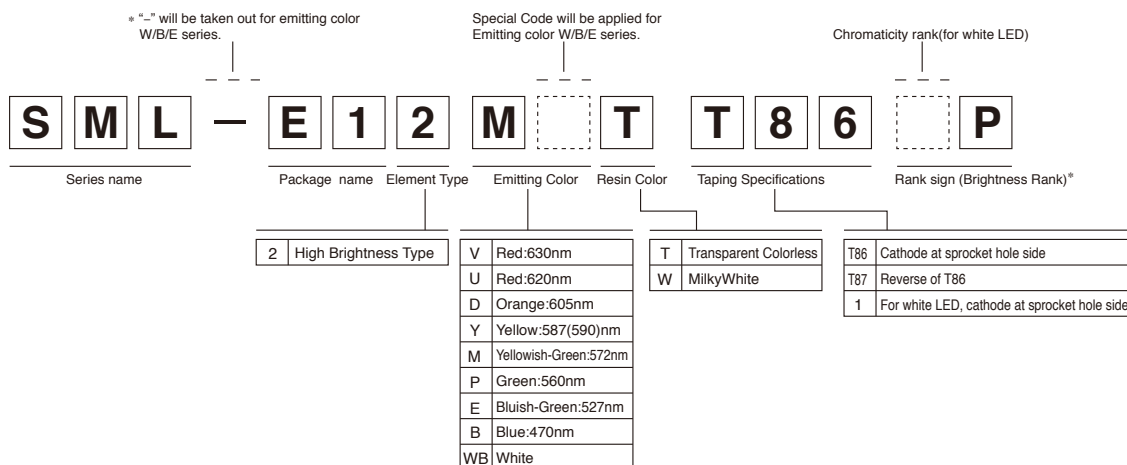 * “–” will be taken out for emitting color
W/B/E series.
Special Code will be applied for
Emitting color W/B/E series.
Chromaticity rank(for white LED)
S M L – E 1 2 M T T 8 6 P
Series name
Package name
Element Type
Emitting Color
Resin Color
Taping Specifications
Rank sign (Brightness Rank)*
2 High Brightness Type
V Red:630nm
U Red:620nm
D Orange:605nm
Y Yellow:587(590)nm
M Yellowish-Green:572nm
P Green:560nm
E Bluish-Green:527nm
B Blue:470nm
WB White
T Transparent Colorless
W MilkyWhite
T86 Cathode at sprocket hole side
T87 Reverse of T86
1 For white LED, cathode at sprocket hole side